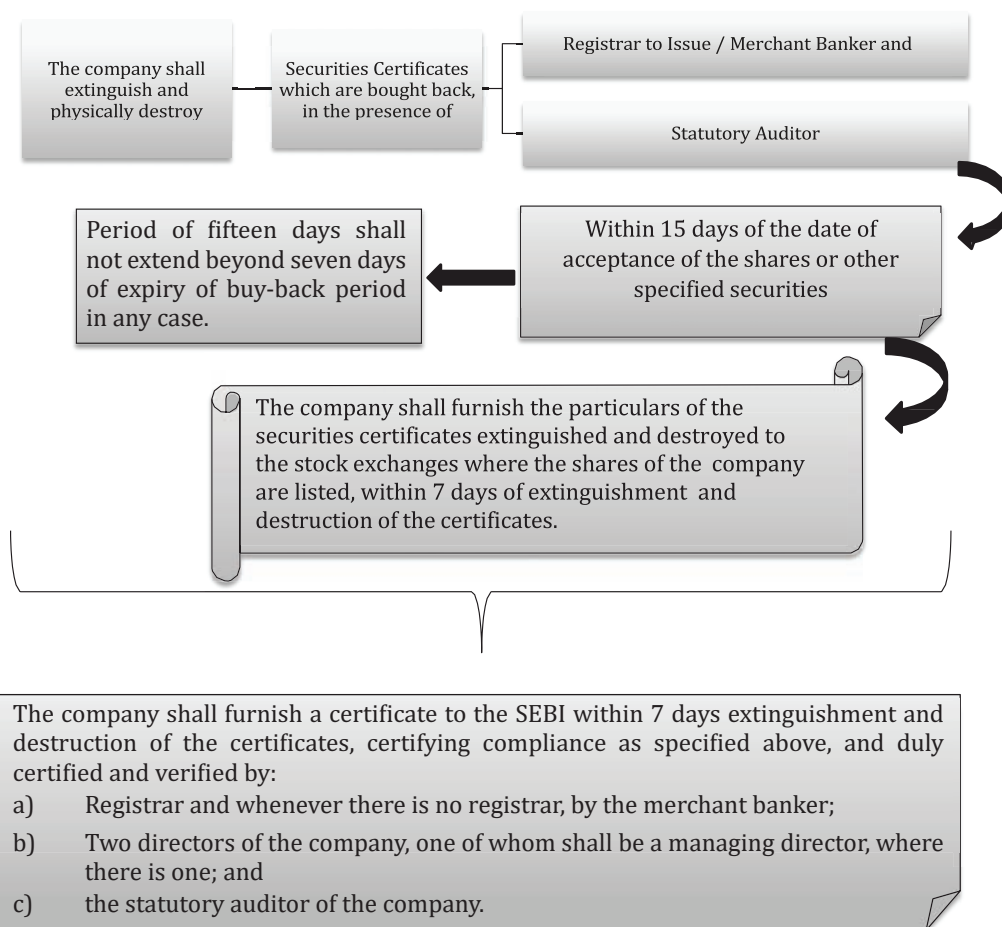 The company shall
extinguish and
physically destroy
Securities Certificates
which are bought back,
in the presence of
Registrar to Issue / Merchant Banker and
Statutory Auditor
Within 15 days of the date of
acceptance of the shares or other
specified securities
Period of fifteen days shall
not extend beyond seven days
of expiry of buy-back period
in any case.
The company shall furnish the particulars of the
securities certificates extinguished and destroyed to
the stock exchanges where the shares of the company
are listed, within 7 days of extinguishment and
destruction of the certificates.
The company shall furnish a certificate to the SEBI within 7 days extinguishment and
destruction of the certificates, certifying compliance as specified above, and duly
certified and verified by:
a) Registrar and whenever there is no registrar, by the merchant banker;
b) Two directors of the company, one of whom shall be a managing director, where
there is one; and
c) the statutory auditor of the company.